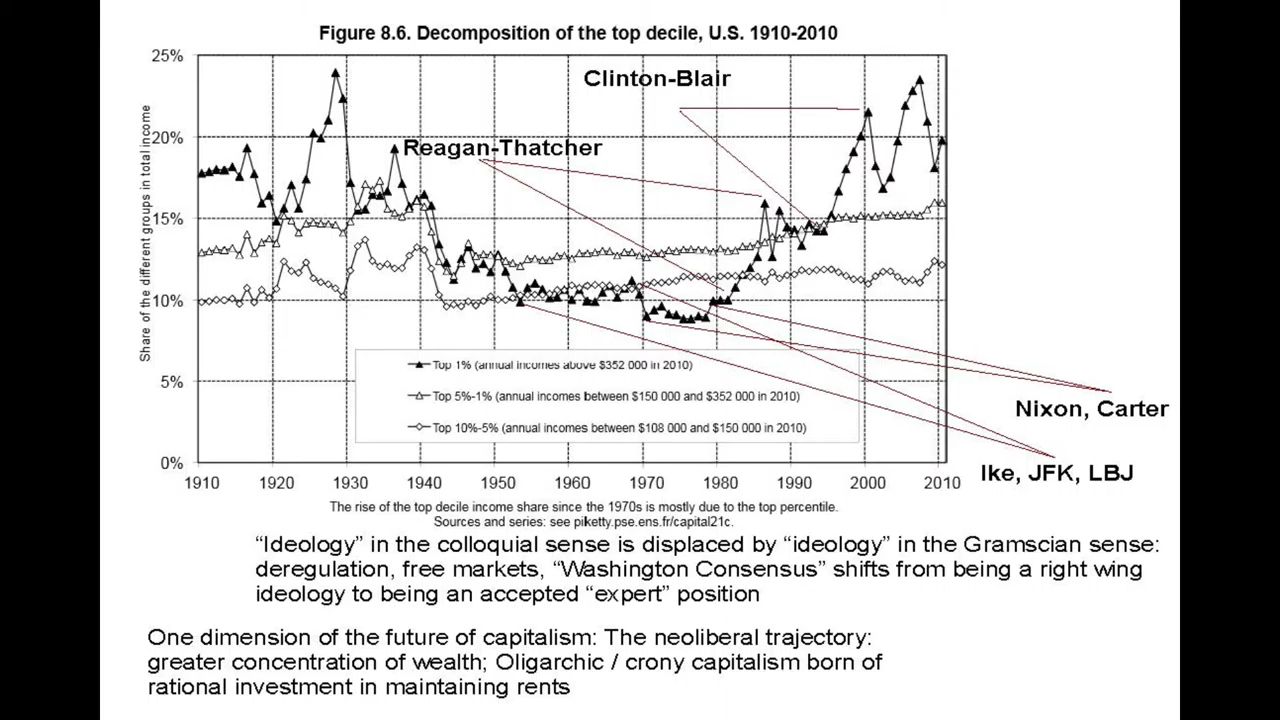 Figure 8.6. Decomposition of the top decile, U.S. 1910-2010
Share of the different groups in total income
25%
20%
15%
10%
5%
0%
Clinton-Blair
Reagan-Thatcher
Top 1% (annual incomes above $352 000 in 2010)
Top 5%-1% (annual incomes between $150 000 and $352 000 in 2010)
Top 10%-5% (annual incomes between $108 000 and $150 000 in 2010)
Nixon, Carter
Ike, JFK, LBJ
1910 1920 1930 1940 1950 1960 1970 1980 1990 2000 2010
The rise of the top decile income share since the 1970s is mostly due to the top percentile.
Sources and series: see piketty.pse.ens.fr/capital21c.
“Ideology” in the colloquial sense is displaced by “ideology” in the Gramscian sense:
deregulation, free markets, “Washington Consensus” shifts from being a right wing
ideology to being an accepted “expert” position
One dimension of the future of capitalism: The neoliberal trajectory:
greater concentration of wealth; Oligarchic / crony capitalism born of
rational investment in maintaining rents